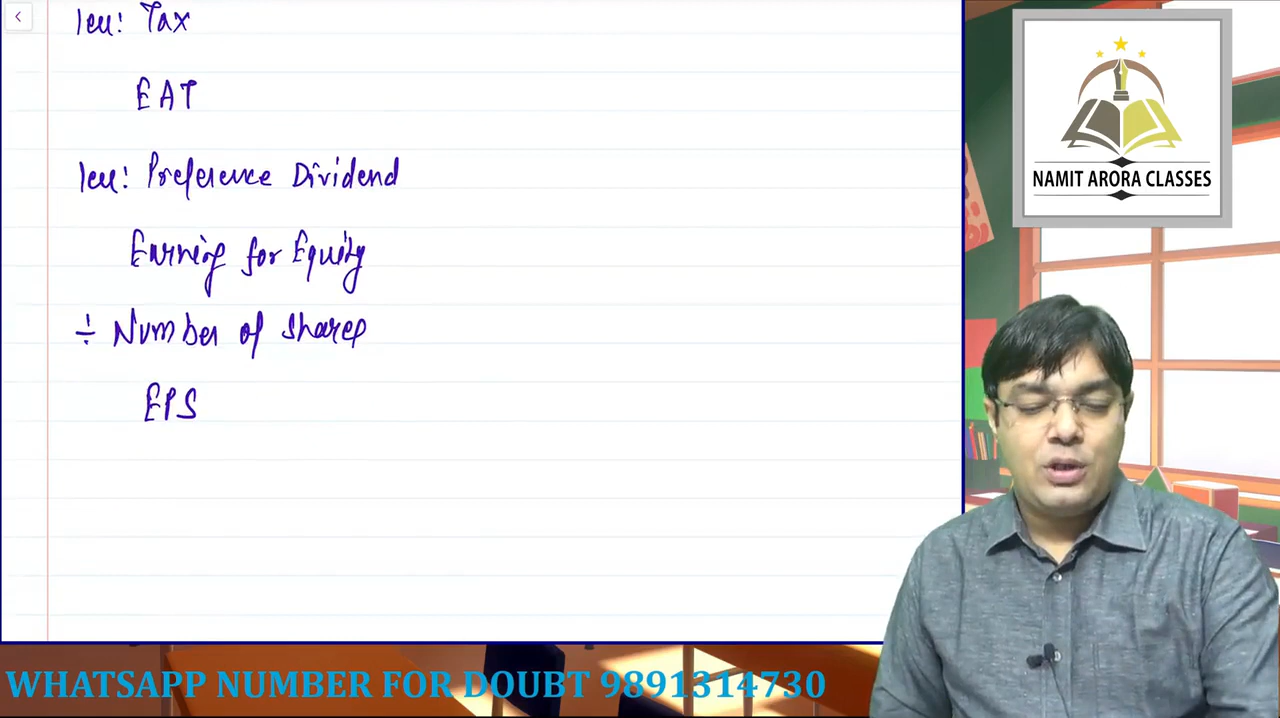 less: Tax
EAT
less: Preference Dividend
Earning for Equity
÷ Number of shares
EPS
NAMIT ARORA CLASSES
WHATSAPP NUMBER FOR DOUBT 9891314730